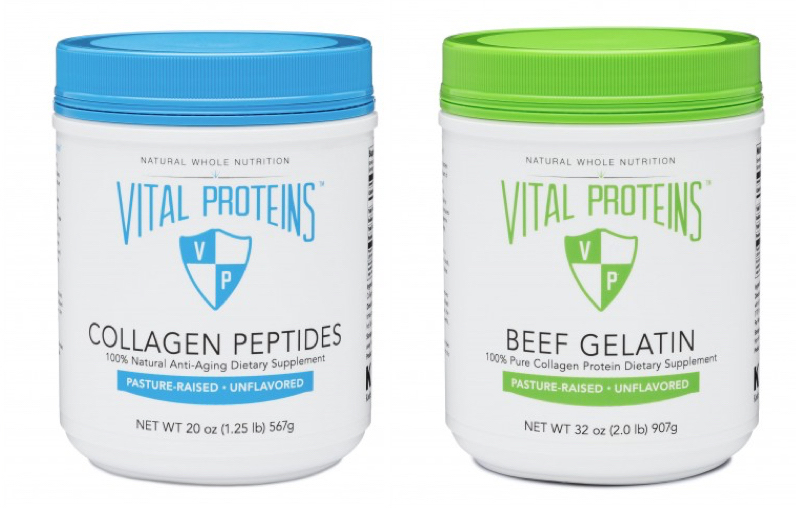 NATURAL WHOLE NUTRITION
VITAL PROTEINS™
V
P
COLLAGEN PEPTIDES
100% Natural Anti-Aging Dietary Supplement
PASTURE-RAISED • UNFLAVORED
NET WT 20 oz (1.25 lb) 567g
NATURAL WHOLE NUTRITION
VITAL PROTEINS™
V
P
BEEF GELATIN
100% Pure Collagen Protein Dietary Supplement
PASTURE-RAISED • UNFLAVORED
NET WT 32 oz (2.0 lb) 907g